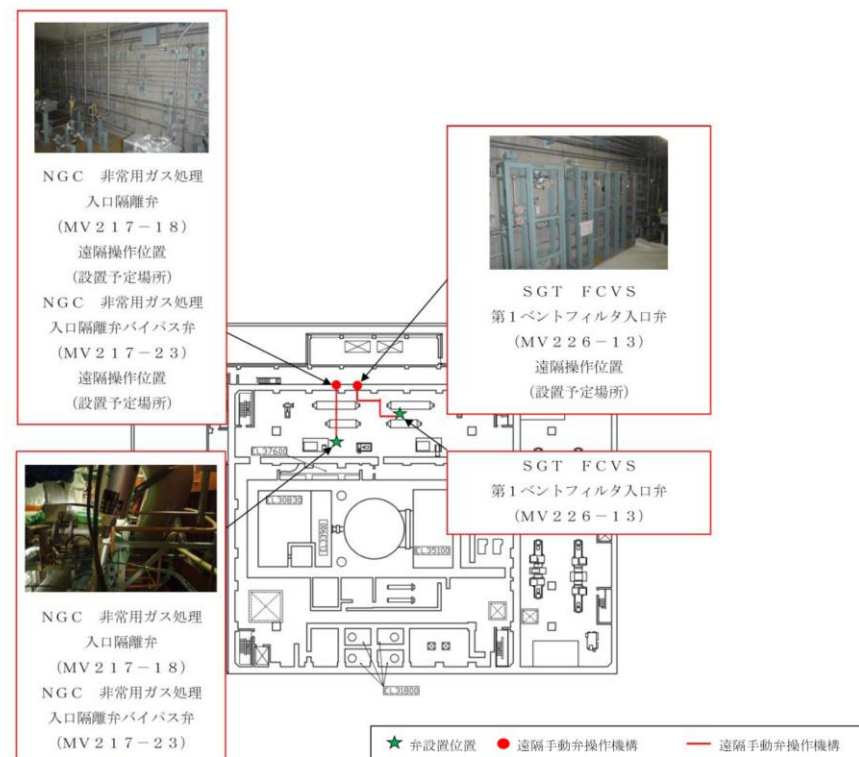 NGC 非常用ガス処理
入口隔離弁
(MV217-18)
遠隔操作位置
(設置予定場所)
NGC 非常用ガス処理
入口隔離弁バイパス弁
(MV217-23)
遠隔操作位置
(設置予定場所)
SGT FCVS
第1ベントフィルタ入口弁
(MV226-13)
遠隔操作位置
(設置予定場所)
SGT FCVS
第1ベントフィルタ入口弁
(MV226-13)
NGC 非常用ガス処理
入口隔離弁
(MV217-18)
NGC 非常用ガス処理
入口隔離弁バイパス弁
(MV217-23)
EL37600
EL30830
EL35100
EL31800
弁設置位置 遠隔手動弁操作機構 遠隔手動弁操作機構